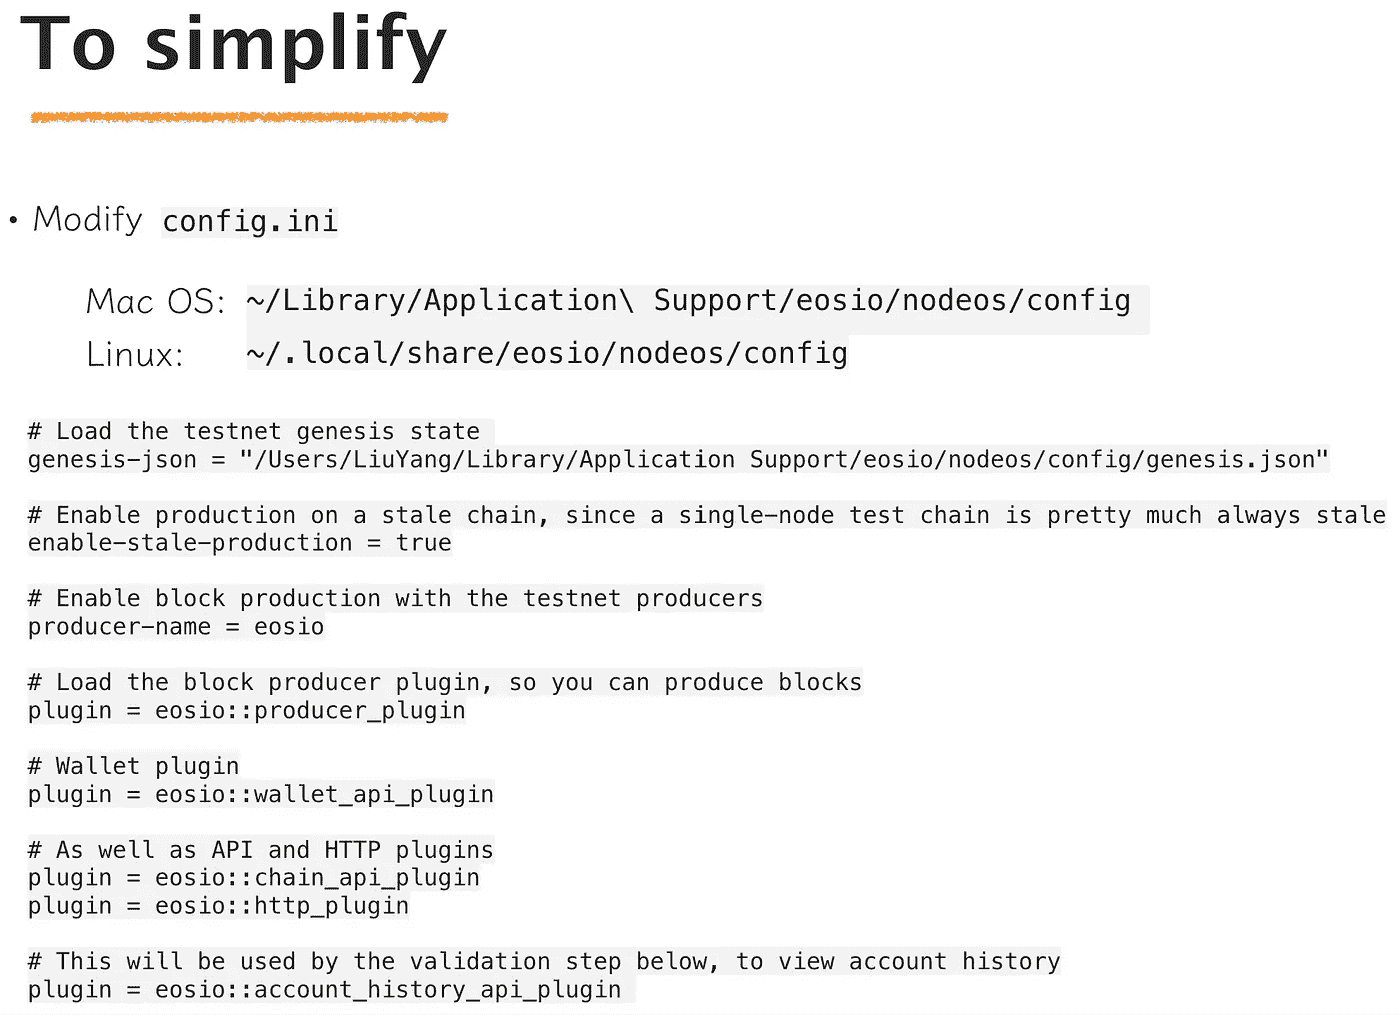 To simplify
• Modify config.ini
Mac OS: ~/Library/Application\ Support/eosio/nodeos/config
Linux: ~/.local/share/eosio/nodeos/config
# Load the testnet genesis state
genesis-json = "/Users/LiuYang/Library/Application Support/eosio/nodeos/config/genesis.json"
# Enable production on a stale chain, since a single-node test chain is pretty much always stale
enable-stale-production = true
# Enable block production with the testnet producers
producer-name = eosio
# Load the block producer plugin, so you can produce blocks
plugin = eosio::producer_plugin
# Wallet plugin
plugin = eosio::wallet_api_plugin
# As well as API and HTTP plugins
plugin = eosio::chain_api_plugin
plugin = eosio::http_plugin
# This will be used by the validation step below, to view account history
plugin = eosio::account_history_api_plugin